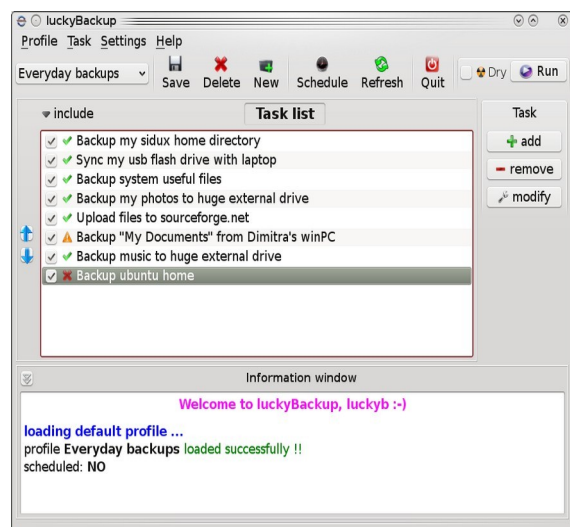 luckyBackup
Profile Task Settings Help
Everyday backups Save Delete New Schedule Refresh Quit Dry Run
include Task list Task
Backup my sidux home directory
Sync my usb flash drive with laptop
Backup system useful files
Backup my photos to huge external drive
Upload files to sourceforge.net
Backup "My Documents" from Dimitra's winPC
Backup music to huge external drive
Backup ubuntu home
add
remove
modify
Information window
Welcome to luckyBackup, luckyb :-)
loading default profile ...
profile Everyday backups loaded successfully !!
scheduled: NO